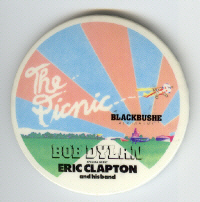 The
Picnic
BLACKBUSHE
BOB DYLAN
ERIC CLAPTON
and his band